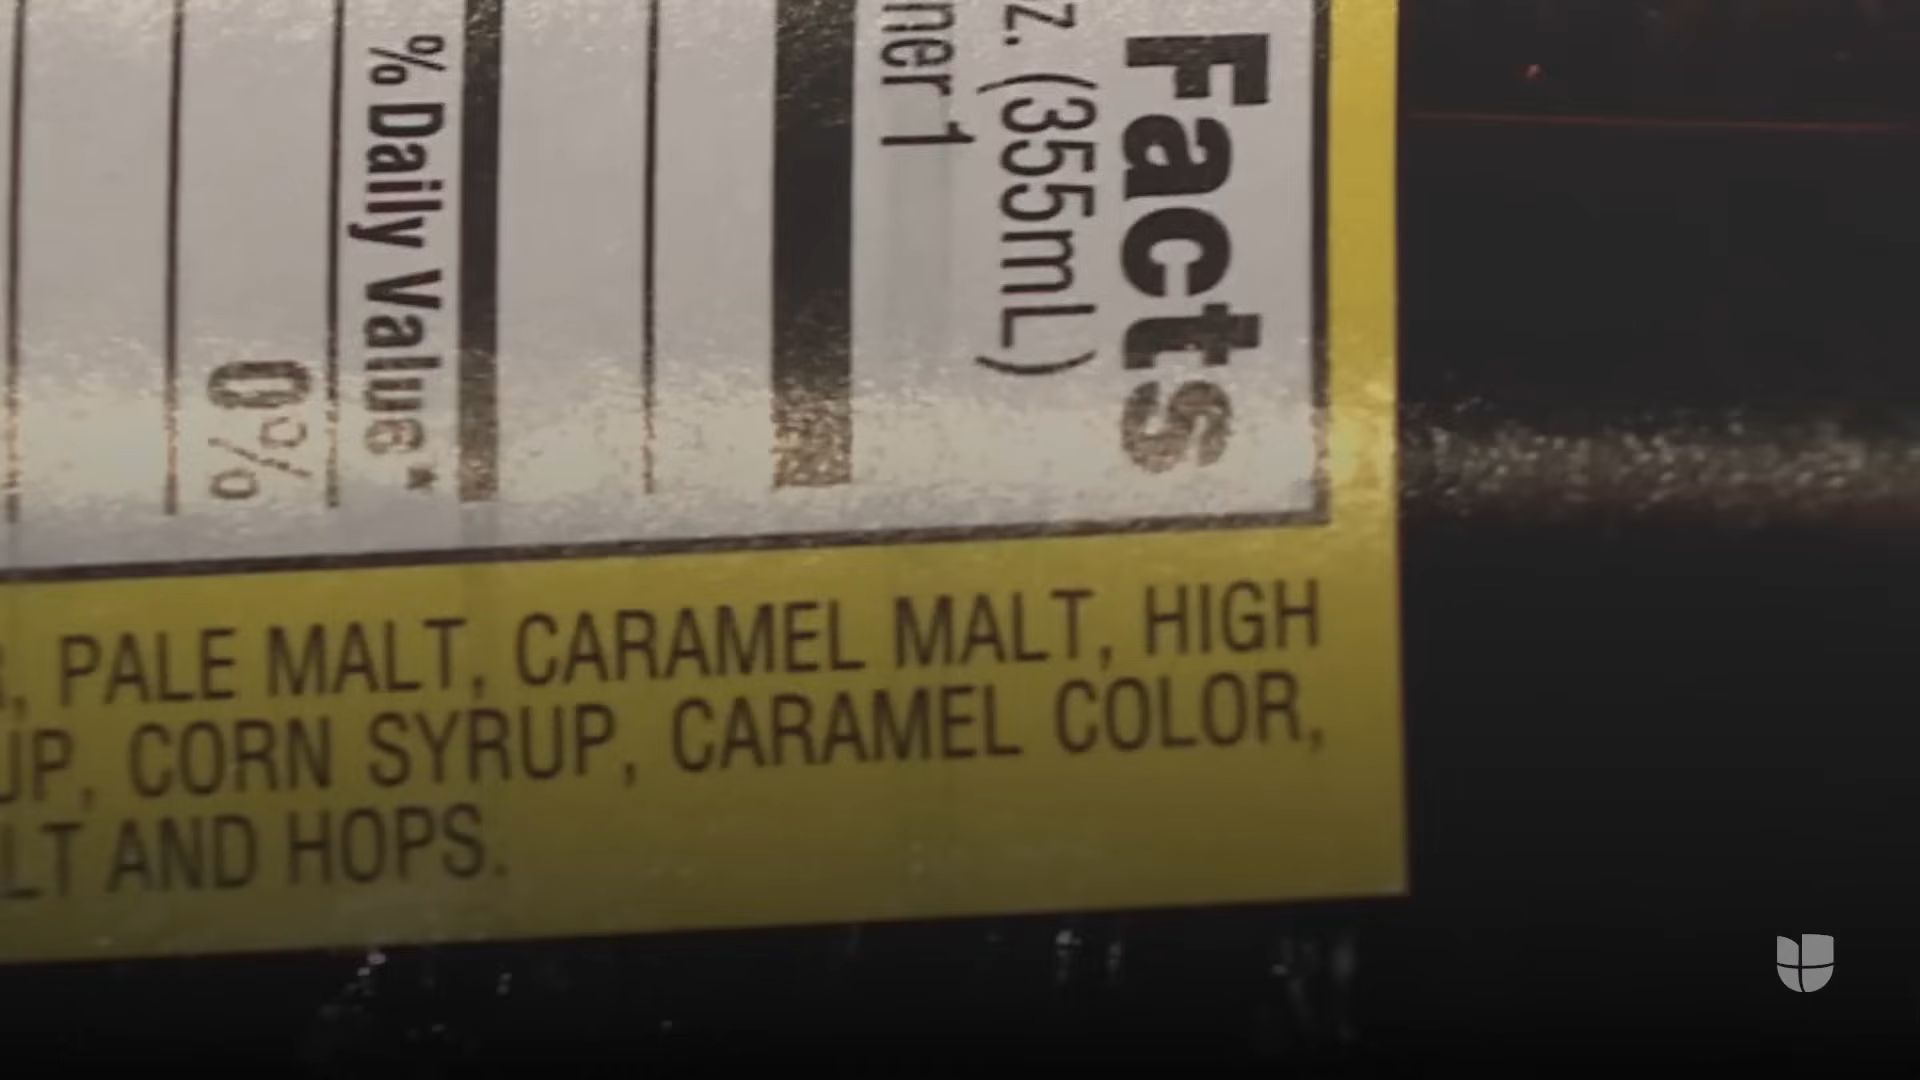 Facts
z. (355mL)
ner 1
% Daily Value*
0%
, PALE MALT, CARAMEL MALT, HIGH
UP, CORN SYRUP, CARAMEL COLOR,
LT AND HOPS.